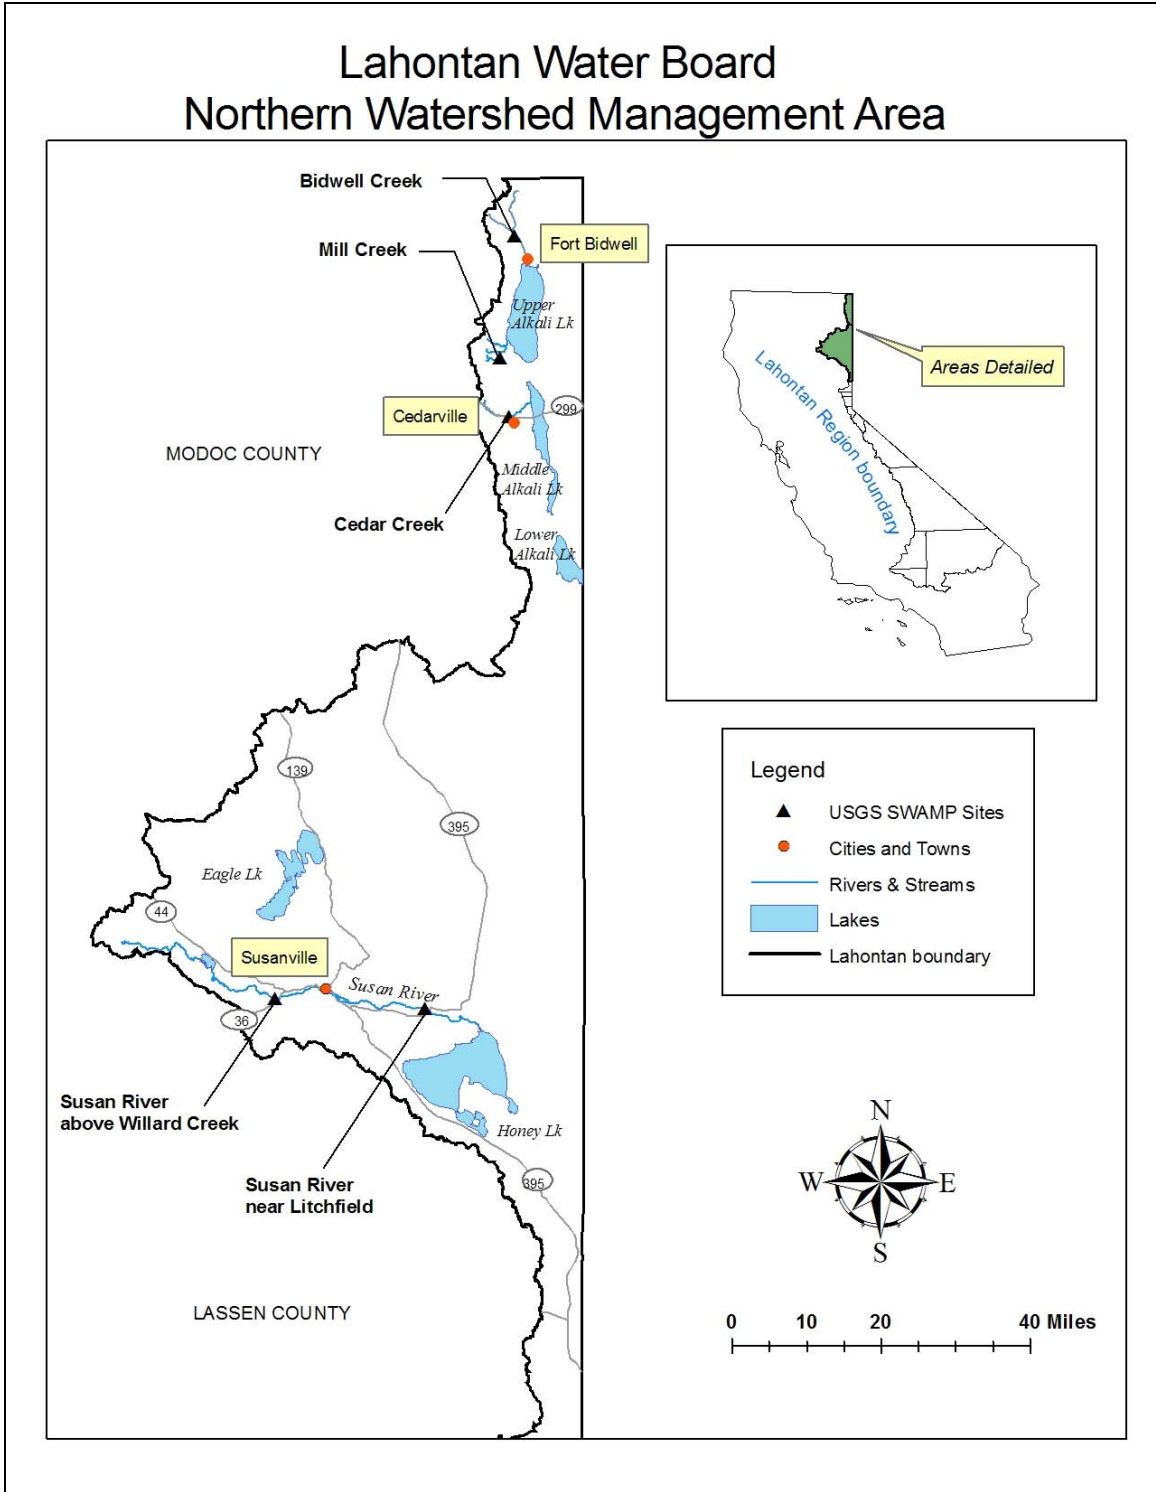 Lahontan Water Board
Northern Watershed Management Area
Bidwell Creek
Fort Bidwell
Mill Creek
Upper
Alkali Lk
Cedarville
299
MODOC COUNTY
Middle
Alkali Lk
Cedar Creek
Lower
Alkali Lk
Areas Detailed
Lahontan Region boundary
139
395
Eagle Lk
44
Susanville
Susan River
36
Susan River
above Willard Creek
Honey Lk
Susan River
near Litchfield
395
LASSEN COUNTY
Legend
USGS SWAMP Sites
Cities and Towns
Rivers & Streams
Lakes
Lahontan boundary
N
W E
S
0 10 20 40 Miles